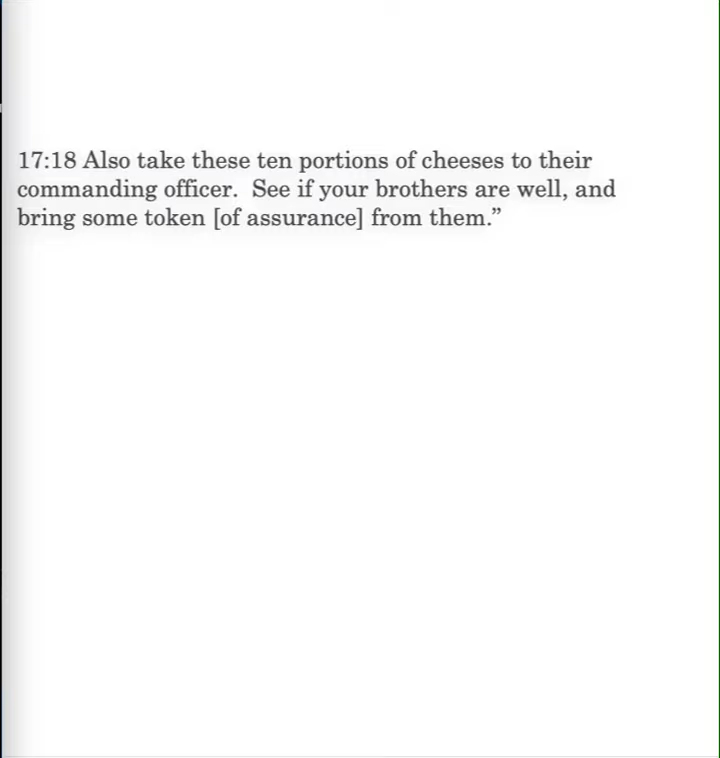 17:18 Also take these ten portions of cheeses to their
commanding officer.  See if your brothers are well, and
bring some token [of assurance] from them.”